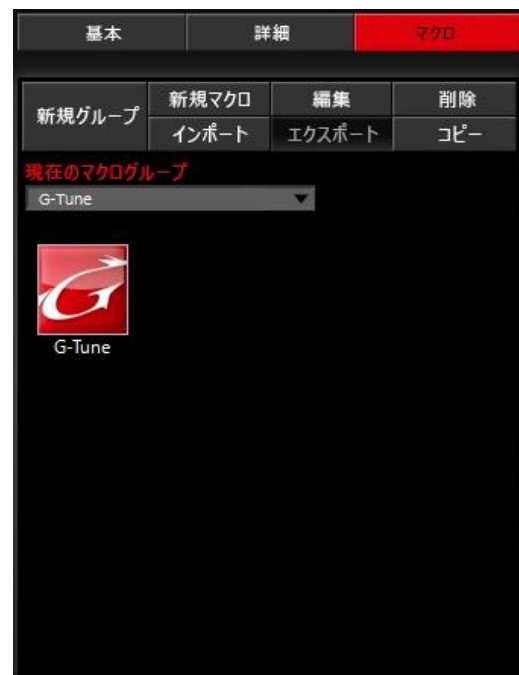 基本 詳細 マクロ
新規グループ
新規マクロ 編集 削除
インポート エクスポート コピー
現在のマクログループ
G-Tune
G-Tune